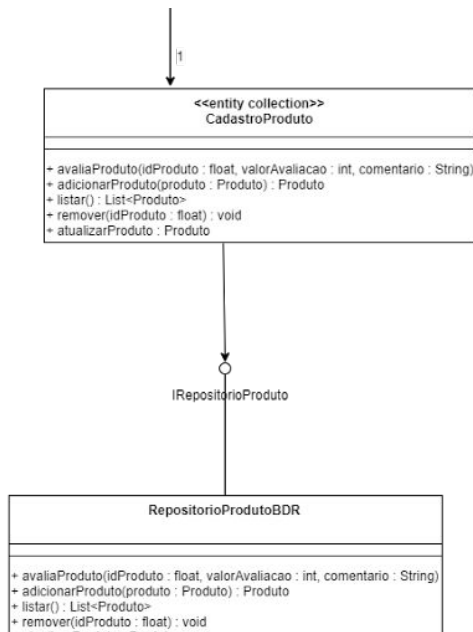 1
<<entity collection>>
CadastroProduto
+ avaliaProduto(idProduto : float, valorAvaliacao : int, comentario : String)
+ adicionarProduto(produto : Produto) : Produto
+ listar() : List<Produto>
+ remover(idProduto : float) : void
+ atualizarProduto : Produto
IRepositorioProduto
RepositorioProdutoBDR
+ avaliaProduto(idProduto : float, valorAvaliacao : int, comentario : String)
+ adicionarProduto(produto : Produto) : Produto
+ listar() : List<Produto>
+ remover(idProduto : float) : void